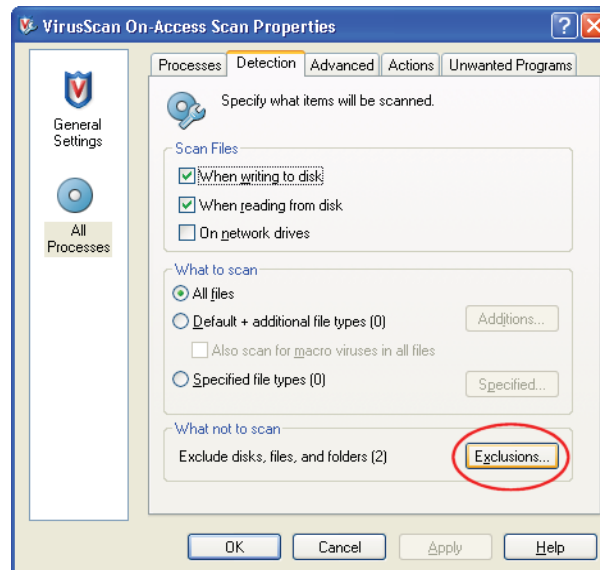 VirusScan On-Access Scan Properties
?
General
Settings
All
Processes
Processes Detection Advanced Actions Unwanted Programs
Specify what items will be scanned.
Scan Files
When writing to disk
When reading from disk
On network drives
What to scan
All files
Default + additional file types (0)
Additions...
Also scan for macro viruses in all files
Specified file types (0)
Specified...
What not to scan
Exclude disks, files, and folders (2)
Exclusions...
OK Cancel Apply Help